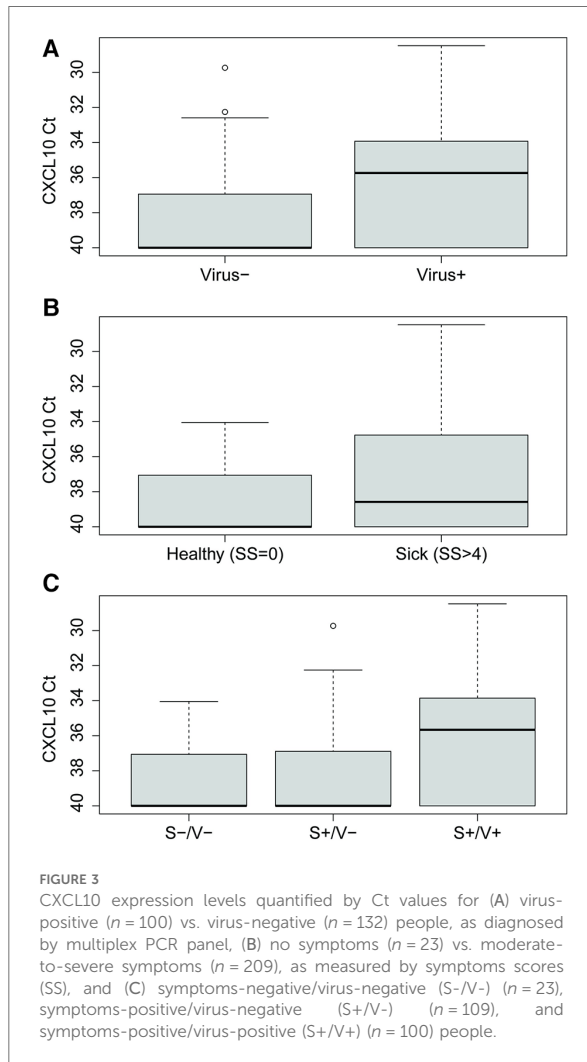 A
CXCL10 Ct
30
32
34
36
38
40
Virus−
Virus+
B
CXCL10 Ct
30
32
34
36
38
40
Healthy (SS=0)
Sick (SS>4)
C
CXCL10 Ct
30
32
34
36
38
40
S−/V−
S+/V−
S+/V+
FIGURE 3
CXCL10 expression levels quantified by Ct values for (A) virus-
positive (n = 100) vs. virus-negative (n = 132) people, as diagnosed
by multiplex PCR panel, (B) no symptoms (n = 23) vs. moderate-
to-severe symptoms (n = 209), as measured by symptoms scores
(SS), and (C) symptoms-negative/virus-negative (S-/V-) (n = 23),
symptoms-positive/virus-negative (S+/V-) (n = 109), and
symptoms-positive/virus-positive (S+/V+) (n = 100) people.